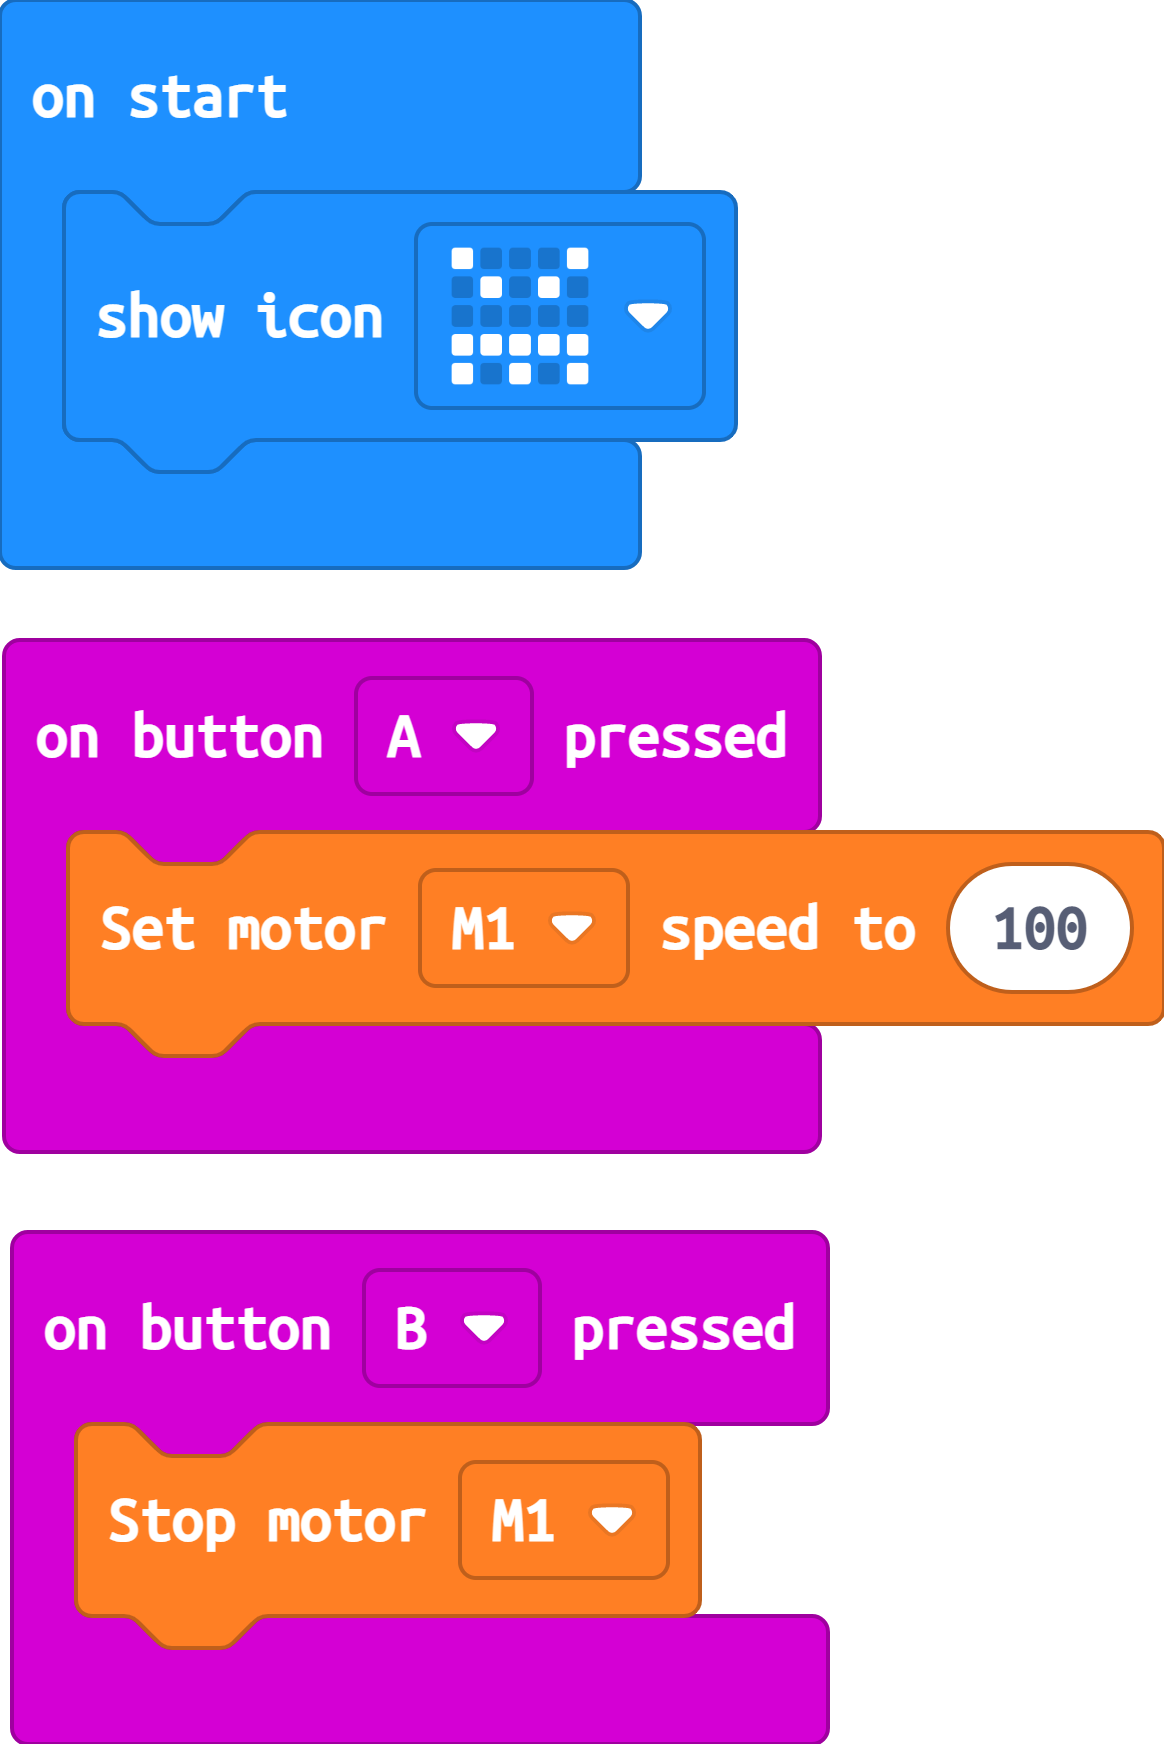 on start
show icon
on button A pressed
Set motor M1 speed to 100
on button B pressed
Stop motor M1